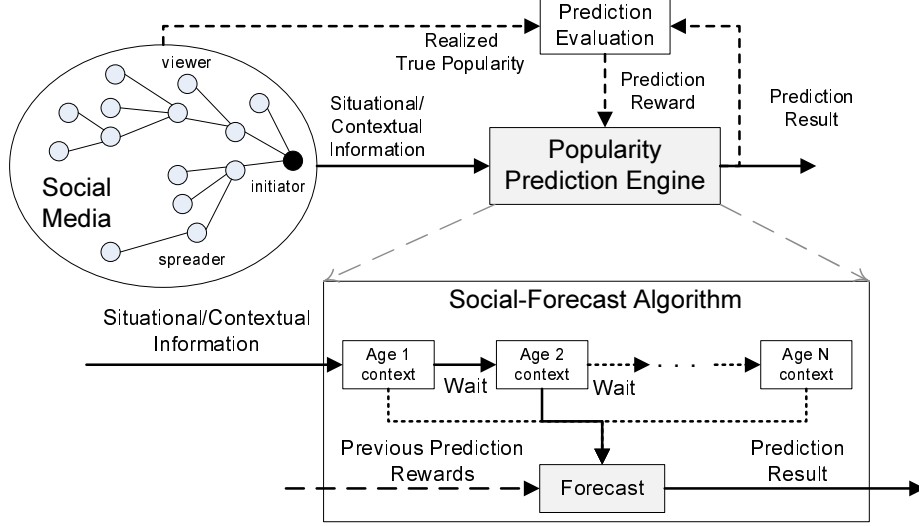 Prediction
Evaluation
Realized
True Popularity
viewer
Prediction
Reward
Prediction
Result
Situational/
Contextual
Information
Popularity
Prediction Engine
Social
Media
initiator
spreader
Social-Forecast Algorithm
Situational/Contextual
Information
Age 1
context
Wait
Age 2
context
Wait
. . .
Age N
context
Previous Prediction
Rewards
Forecast
Prediction
Result